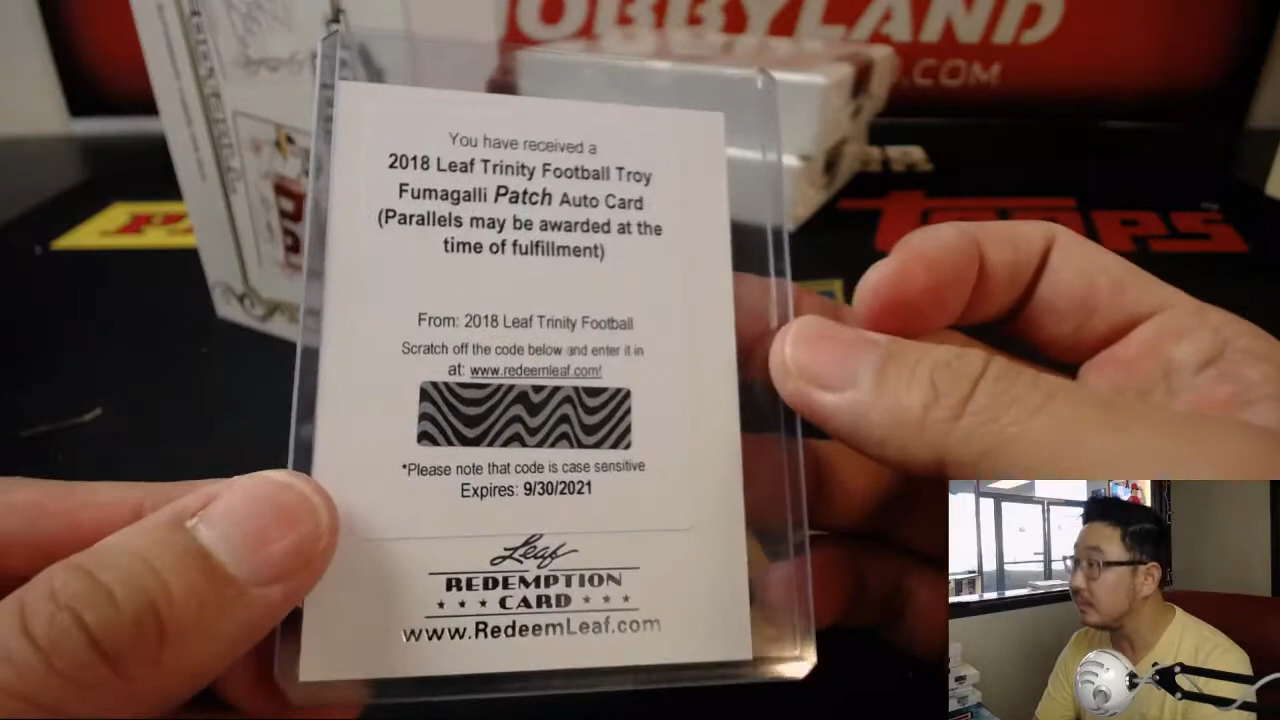 OBBYLAND
.COM
You have received a
2018 Leaf Trinity Football Troy
Fumagalli Patch Auto Card
(Parallels may be awarded at the
time of fulfillment)
From: 2018 Leaf Trinity Football
Scratch off the code below and enter it in
at: www.redeemleaf.com!
*Please note that code is case sensitive
Expires: 9/30/2021
Leaf
REDEMPTION
CARD
www.RedeemLeaf.com
TOPPS